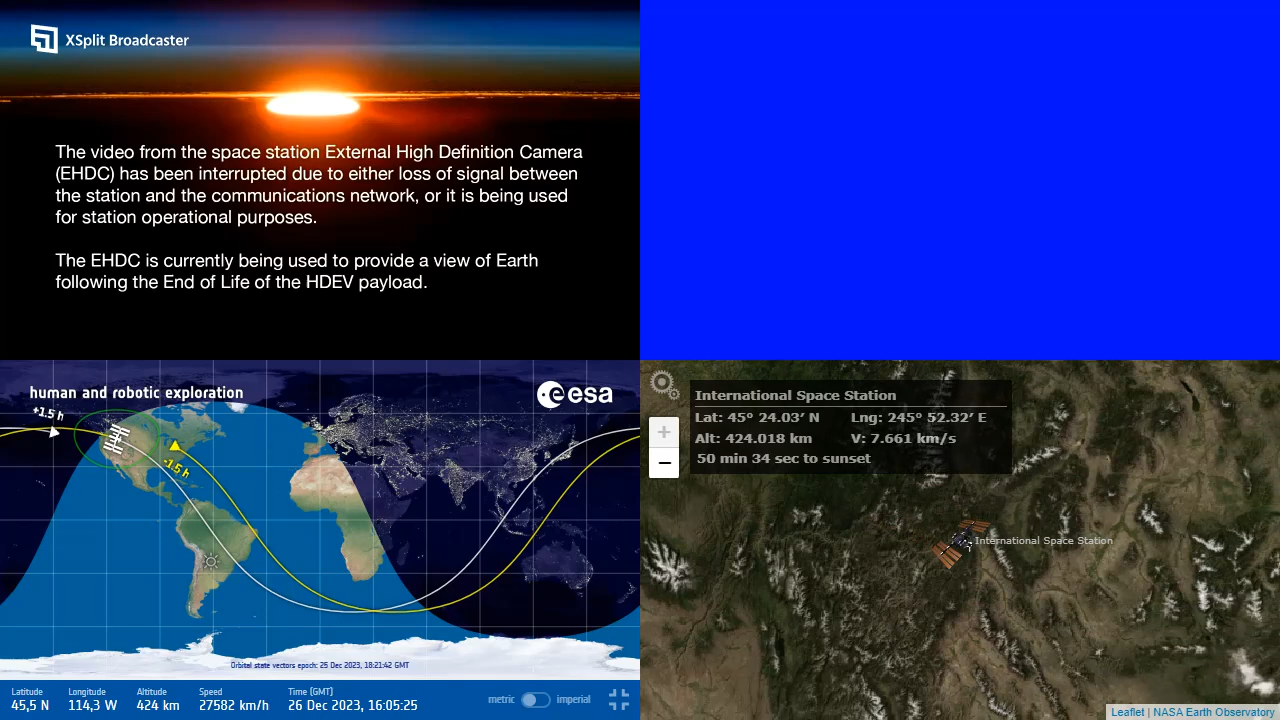 XSplit Broadcaster
The video from the space station External High Definition Camera
(EHDC) has been interrupted due to either loss of signal between
the station and the communications network, or it is being used
for station operational purposes.
The EHDC is currently being used to provide a view of Earth
following the End of Life of the HDEV payload.
human and robotic exploration
esa
+1.5 h
-1.5 h
Orbital state vectors epoch: 25 Dec 2023, 18:21:42 GMT
Latitude
45,5 N
Longitude
114,3 W
Altitude
424 km
Speed
27582 km/h
Time (GMT)
26 Dec 2023, 16:05:25
metric
imperial
International Space Station
Lat: 45° 24.03′ N Lng: 245° 52.32′ E
Alt: 424.018 km V: 7.661 km/s
50 min 34 sec to sunset
+
−
International Space Station
Leaflet | NASA Earth Observatory